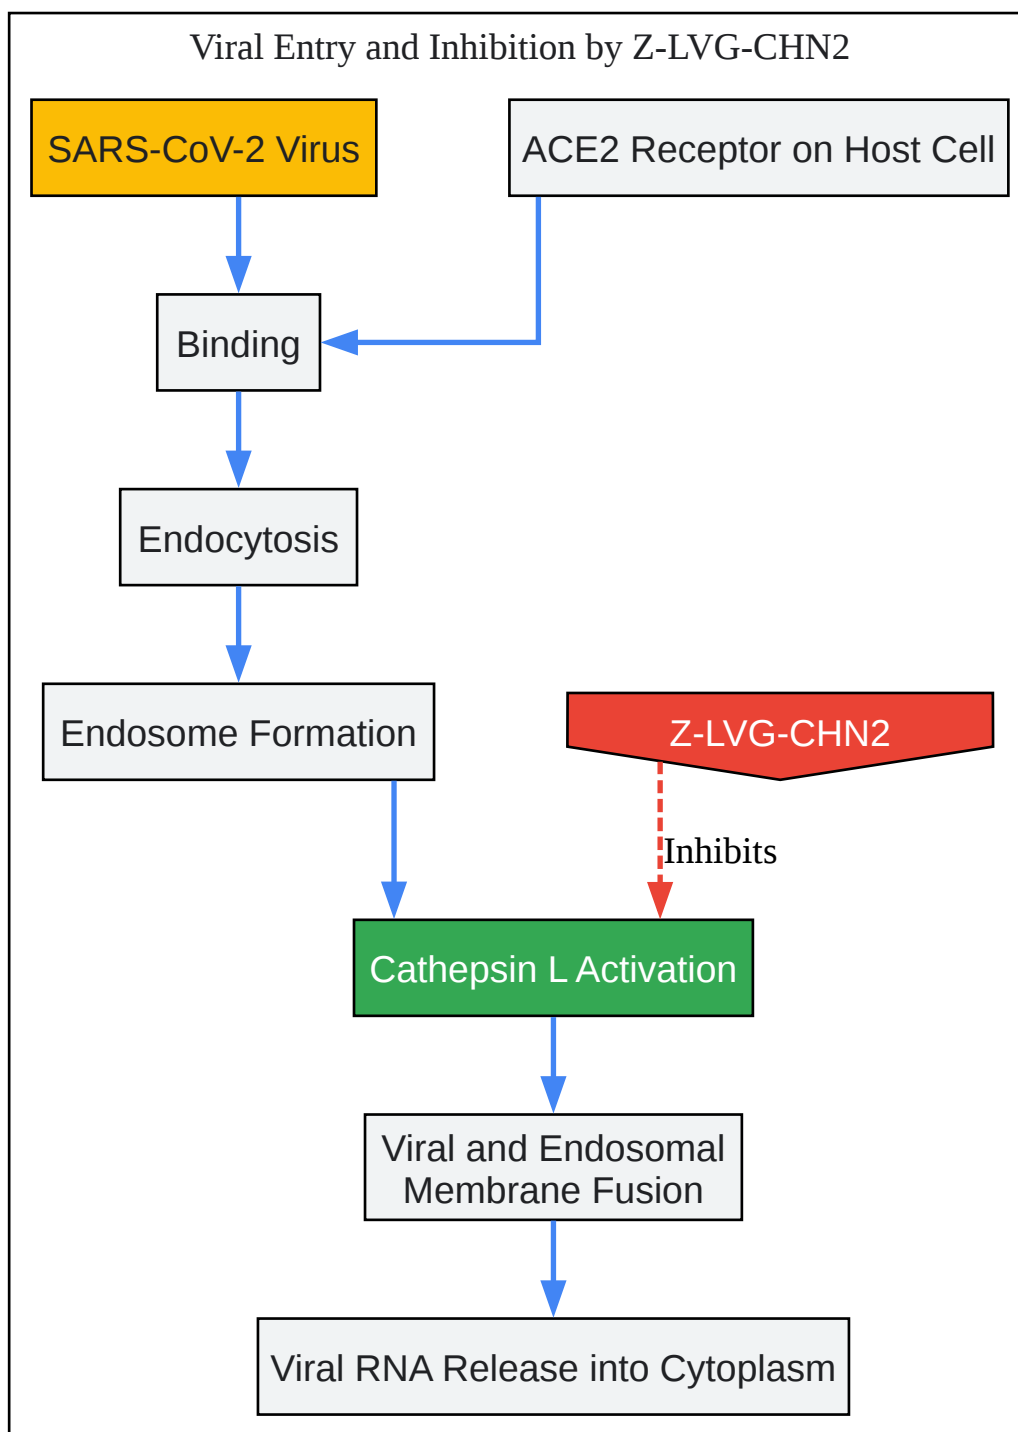 Viral Entry and Inhibition by Z-LVG-CHN2
SARS-CoV-2 Virus
ACE2 Receptor on Host Cell
Binding
Endocytosis
Endosome Formation
Z-LVG-CHN2
Inhibits
Cathepsin L Activation
Viral and Endosomal
Membrane Fusion
Viral RNA Release into Cytoplasm